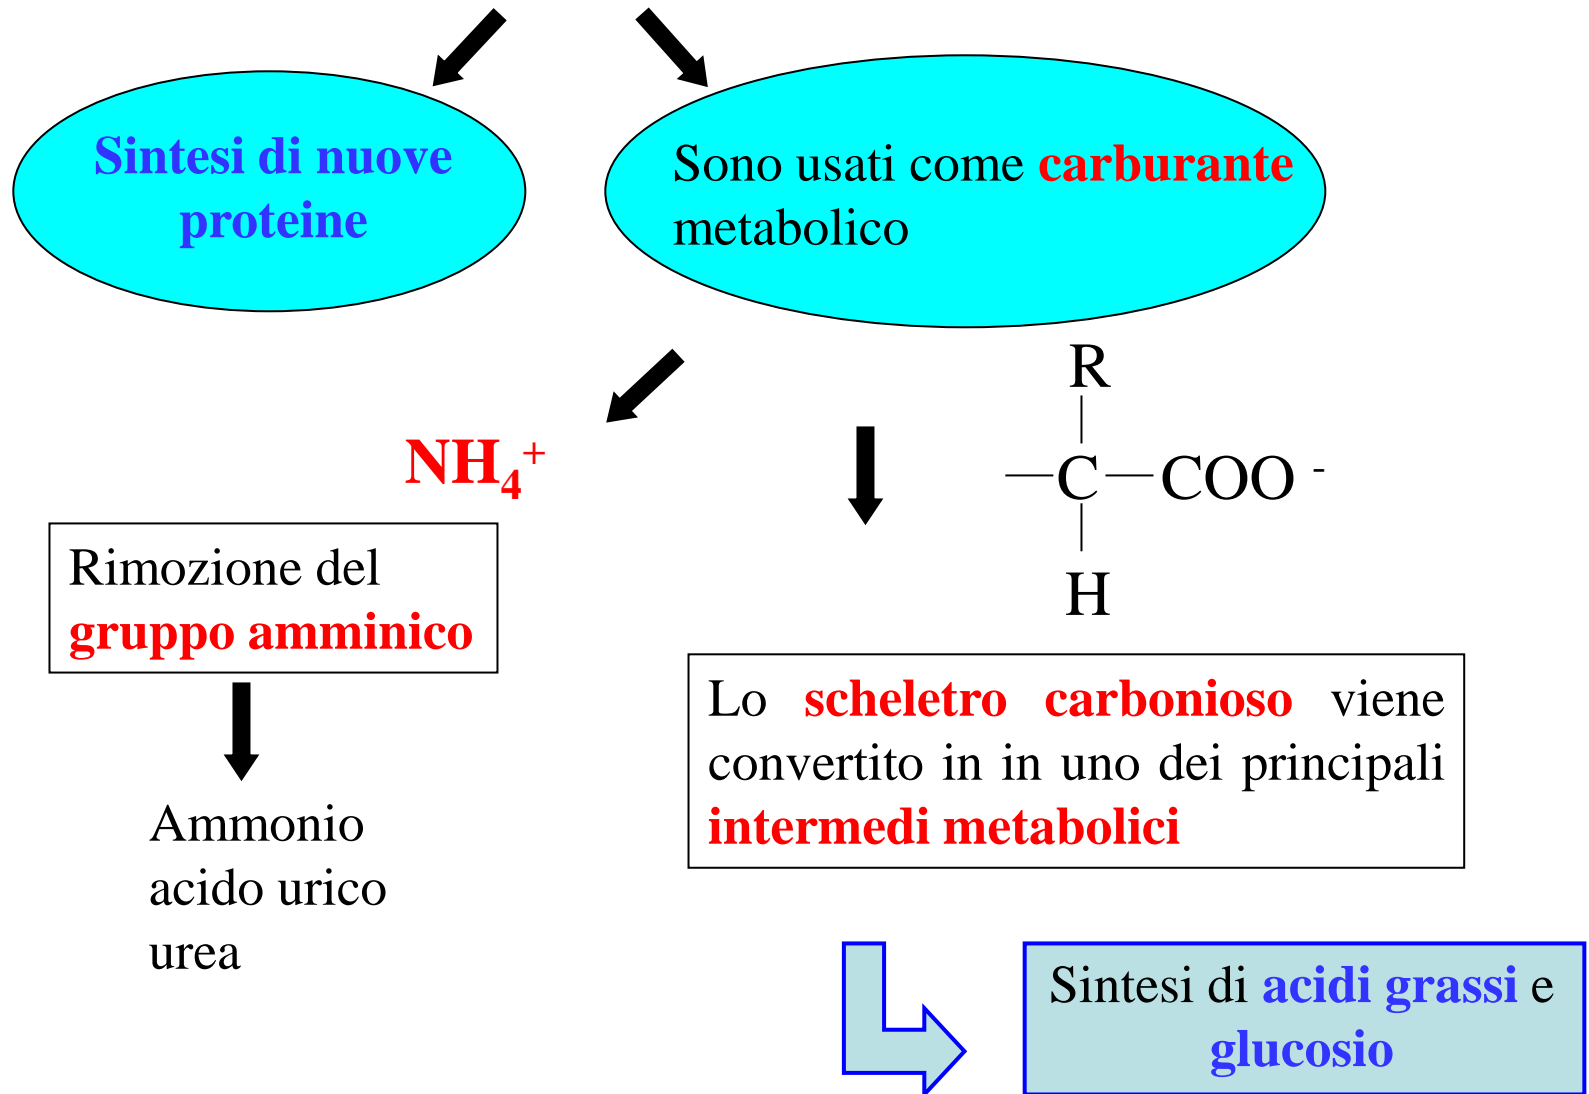 Sintesi di nuove
proteine
Sono usati come carburante
metabolico
NH₄⁺
R
C COO -
H
Rimozione del
gruppo amminico
Lo scheletro carbonioso viene
convertito in in uno dei principali
intermedi metabolici
Ammonio
acido urico
urea
Sintesi di acidi grassi e
glucosio